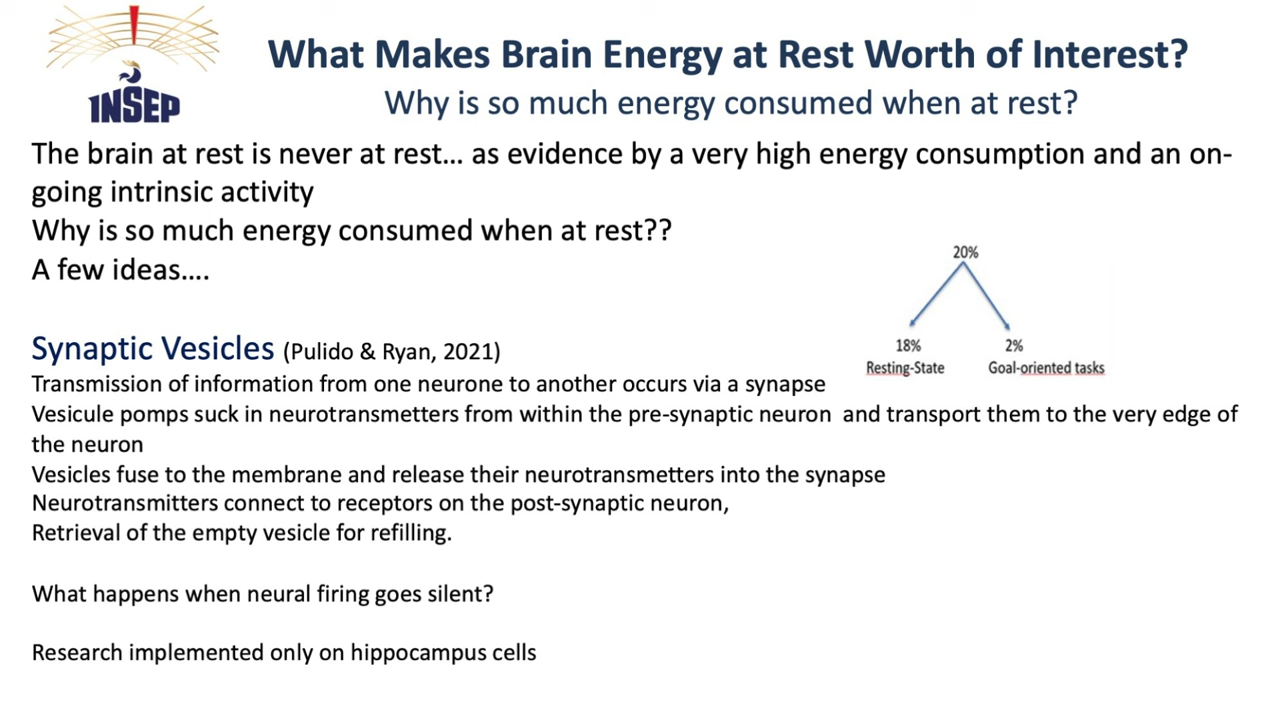 INSEP
What Makes Brain Energy at Rest Worth of Interest?
Why is so much energy consumed when at rest?
The brain at rest is never at rest... as evidence by a very high energy consumption and an on-
going intrinsic activity
Why is so much energy consumed when at rest??
A few ideas....
20%
18%
2%
Resting-State
Goal-oriented tasks
Synaptic Vesicles (Pulido & Ryan, 2021)
Transmission of information from one neurone to another occurs via a synapse
Vesicule pomps suck in neurotransmetters from within the pre-synaptic neuron and transport them to the very edge of
the neuron
Vesicles fuse to the membrane and release their neurotransmetters into the synapse
Neurotransmitters connect to receptors on the post-synaptic neuron,
Retrieval of the empty vesicle for refilling.
What happens when neural firing goes silent?
Research implemented only on hippocampus cells